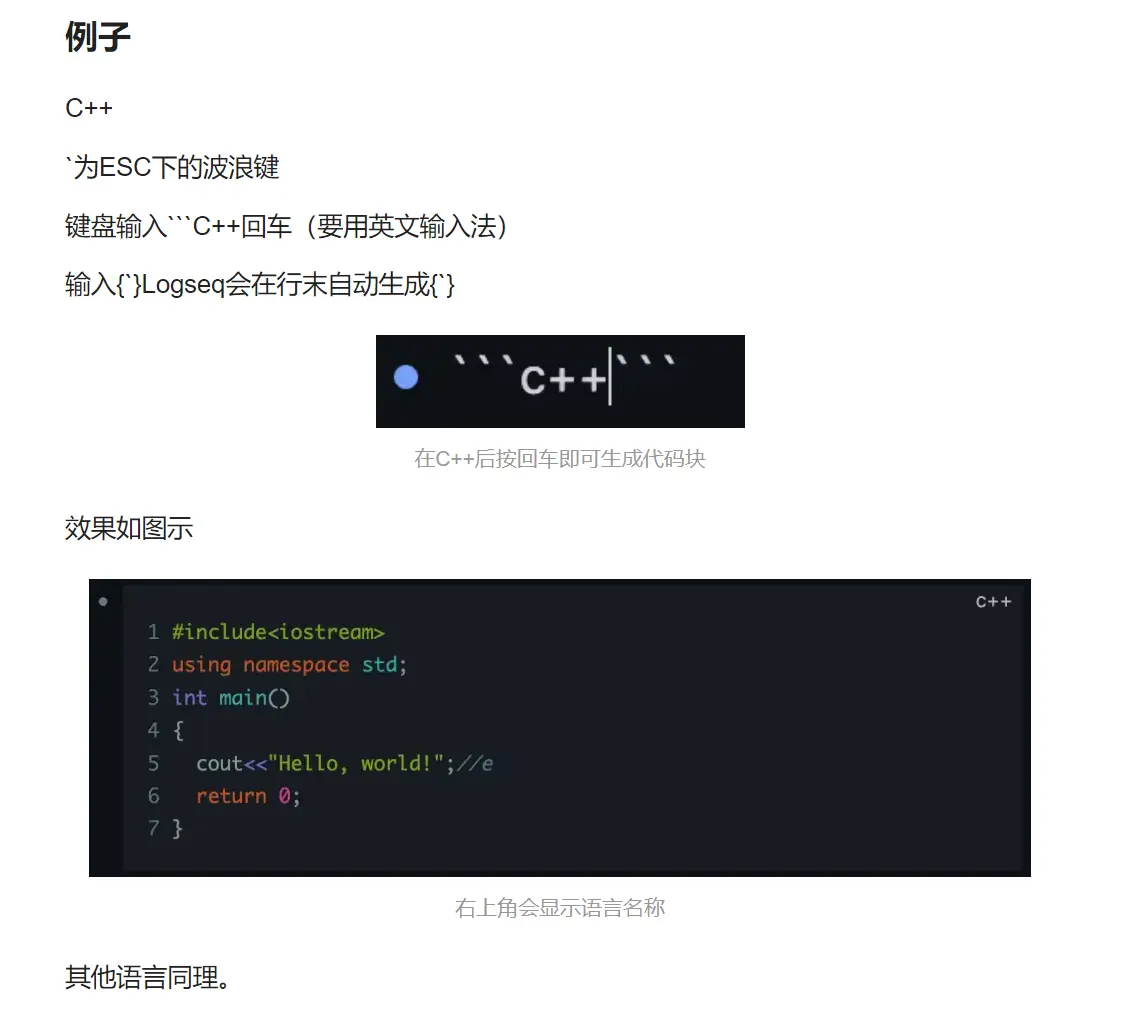 例子
C++
`为ESC下的波浪键
键盘输入```C++回车（要用英文输入法）
输入{`}Logseq会在行末自动生成{`}
```C++```
在C++后按回车即可生成代码块
效果如图示
C++
1 #include<iostream>
2 using namespace std;
3 int main()
4 {
5   cout<<"Hello, world!";//e
6   return 0;
7 }
右上角会显示语言名称
其他语言同理。